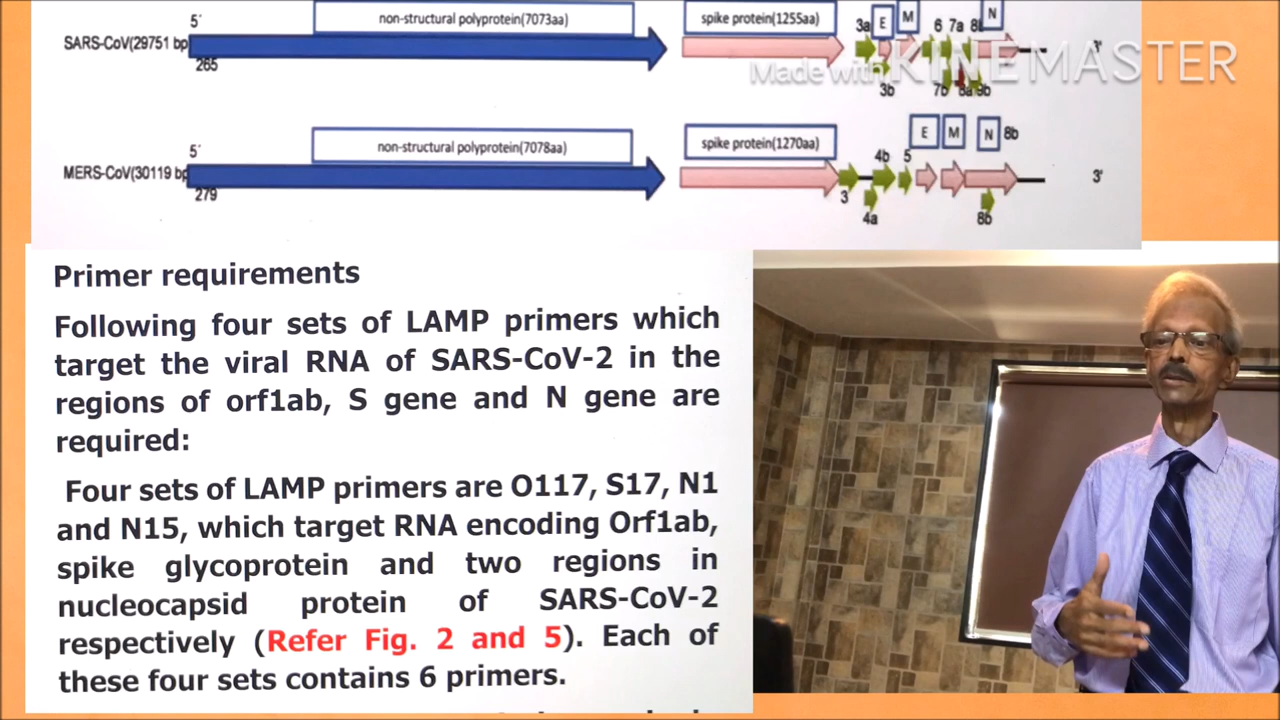 non-structural polyprotein(7073aa)
spike protein(1255aa)
5´
3a E M 6 7a N
SARS-CoV(29751 bp
3'
265
3b 7b 8a 9b
Made with KINEMASTER
non-structural polyprotein(7078aa)
spike protein(1270aa)
E M N 8b
5´
4b 5
MERS-CoV(30119 bp
3'
279
3
4a
8b
Primer requirements
Following four sets of LAMP primers which
target the viral RNA of SARS-CoV-2 in the
regions of orf1ab, S gene and N gene are
required:
Four sets of LAMP primers are O117, S17, N1
and N15, which target RNA encoding Orf1ab,
spike glycoprotein and two regions in
nucleocapsid protein of SARS-CoV-2
respectively (Refer Fig. 2 and 5). Each of
these four sets contains 6 primers.